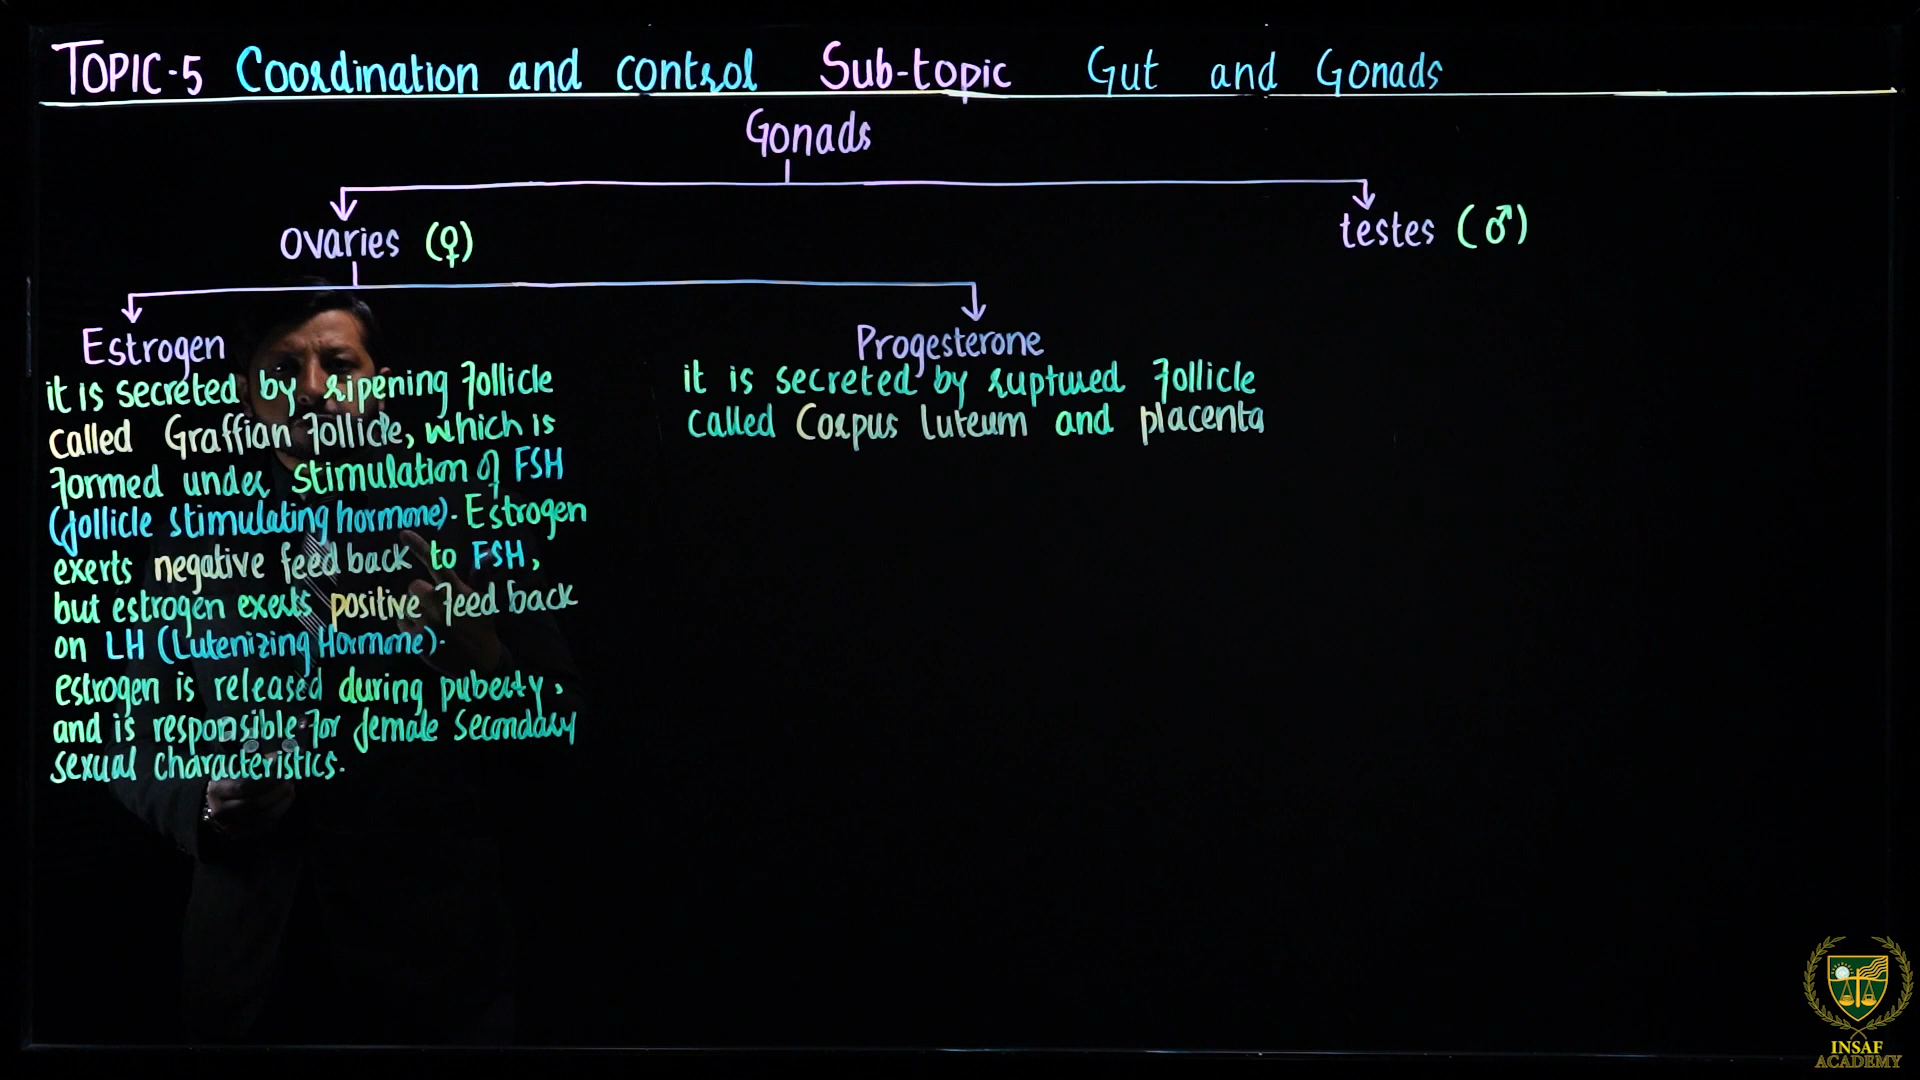 TOPIC-5 Coordination and control Sub-topic Gut and Gonads
Gonads
Ovaries (♀)
testes (♂)
Estrogen
it is secreted by ripening follicle
called Graffian follicle, which is
formed under stimulation of FSH
(follicle stimulating hormone). Estrogen
exerts negative feed back to FSH,
but estrogen exerts positive feed back
on LH (Lutenizing Hormone).
estrogen is released during puberty,
and is responsible for female secondary
sexual characteristics.
Progesterone
it is secreted by ruptured follicle
called Corpus luteum and placenta
INSAF
ACADEMY